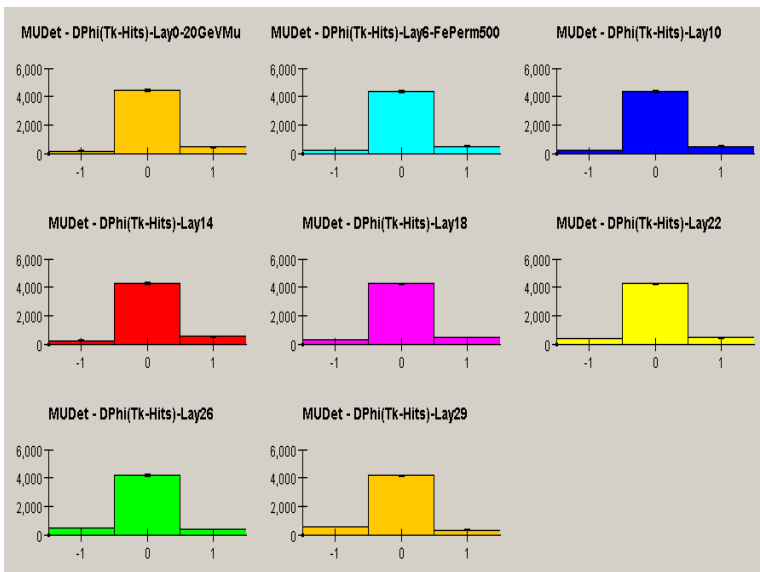 MUDet - DPhi(Tk-Hits)-Lay0-20GeVMu
6,000
4,000
2,000
0
-1 0 1
MUDet - DPhi(Tk-Hits)-Lay6-FePerm500
6,000
4,000
2,000
0
-1 0 1
MUDet - DPhi(Tk-Hits)-Lay10
6,000
4,000
2,000
0
-1 0 1
MUDet - DPhi(Tk-Hits)-Lay14
6,000
4,000
2,000
0
-1 0 1
MUDet - DPhi(Tk-Hits)-Lay18
6,000
4,000
2,000
0
-1 0 1
MUDet - DPhi(Tk-Hits)-Lay22
6,000
4,000
2,000
0
-1 0 1
MUDet - DPhi(Tk-Hits)-Lay26
6,000
4,000
2,000
0
-1 0 1
MUDet - DPhi(Tk-Hits)-Lay29
6,000
4,000
2,000
0
-1 0 1